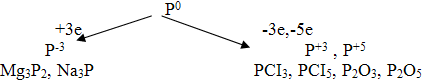 P⁰
+3e -3e,-5e
P⁻³ P⁺³ , P⁺⁵
Mg₃P₂, Na₃P PCl₃, PCl₅, P₂O₃, P₂O₅